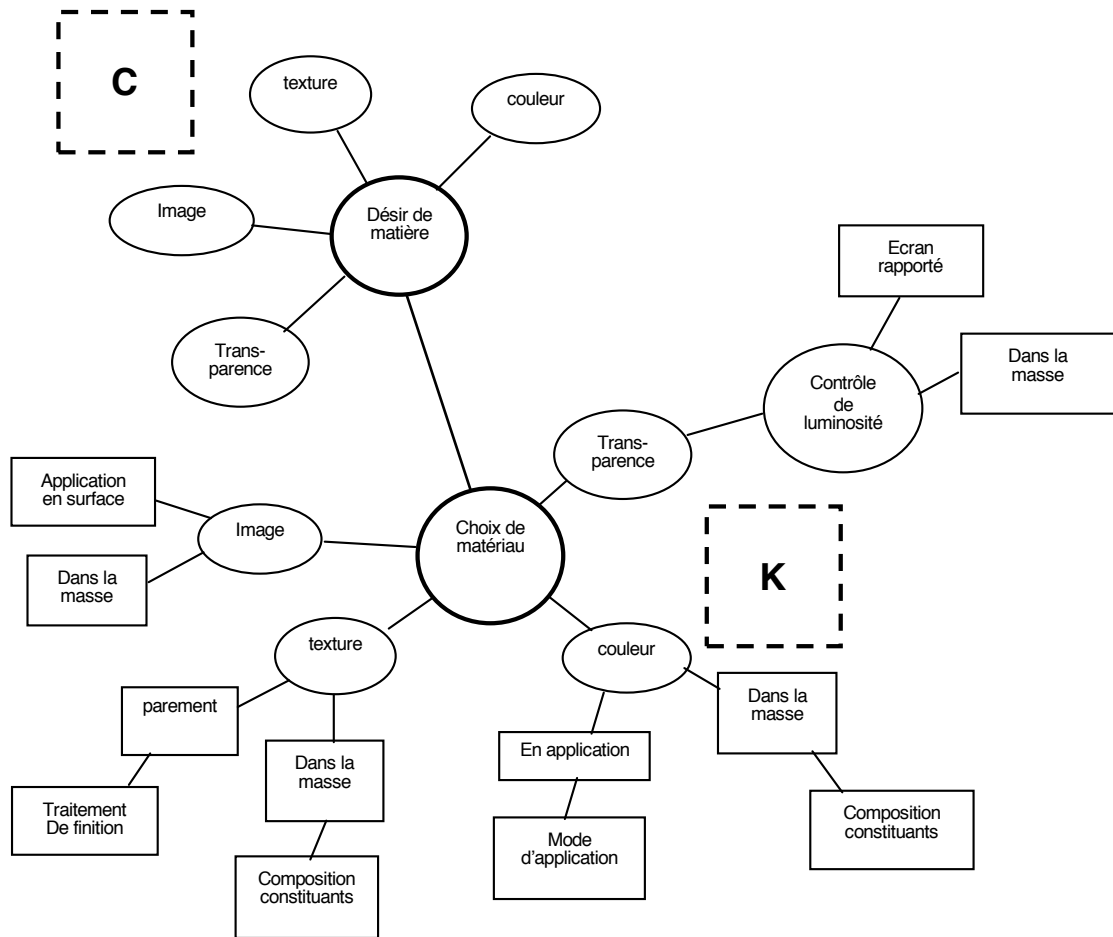 C
texture
couleur
Image
Désir de
matière
Trans-
parence
Ecran
rapporté
Dans la
masse
Contrôle
de
luminosité
Trans-
parence
Application
en surface
Image
Dans la
masse
Choix de
matériau
K
texture
couleur
parement
Dans la
masse
En application
Dans la
masse
Traitement
De finition
Composition
constituants
Mode
d’application
Composition
constituants